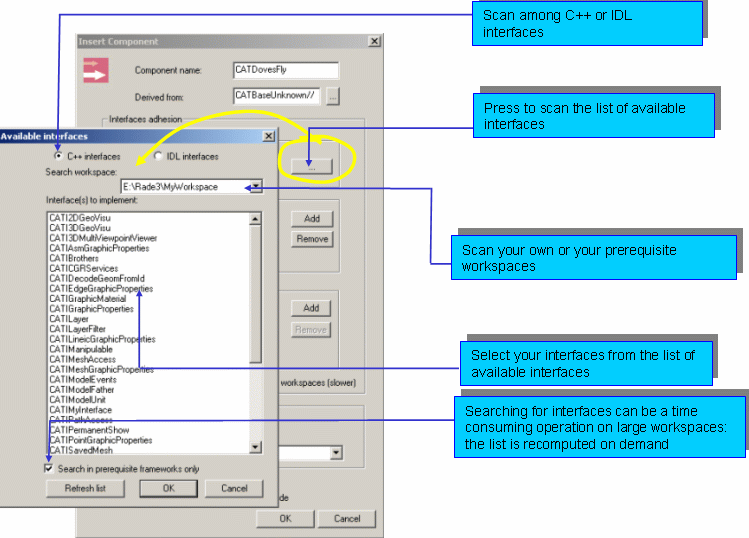 Scan among C++ or IDL
interfaces
Insert Component
Component name:
CATDovesFly
Derived from:
CATBaseUnknown//
...
Interfaces adhesion
Press to scan the list of available
interfaces
Available interfaces
C++ interfaces
IDL interfaces
...
Search workspace:
E:\Rade3\MyWorkspace
Interface(s) to implement:
CATI2DGeoVisu
CATI3DGeoVisu
CATI3DMultiViewpointViewer
CATIAsmGraphicProperties
CATIBrothers
CATICGRServices
CATIDecodeGeomFromId
CATIEdgeGraphicProperties
CATIGraphicMaterial
CATIGraphicProperties
CATILayer
CATILayerFilter
CATILineicGraphicProperties
CATIManipulable
CATIMeshAccess
CATIMeshGraphicProperties
CATIModelEvents
CATIModelFather
CATIModelUnit
CATIMyInterface
CATIPathAccess
CATIPermanentShow
CATIPointGraphicProperties
CATISavedMesh
Add
Remove
Scan your own or your prerequisite
workspaces
Add
Remove
Select your interfaces from the list of
available interfaces
workspaces (slower)
Searching for interfaces can be a time
consuming operation on large workspaces:
the list is recomputed on demand
Search in prerequisite frameworks only
Refresh list
OK
Cancel
de
OK
Cancel